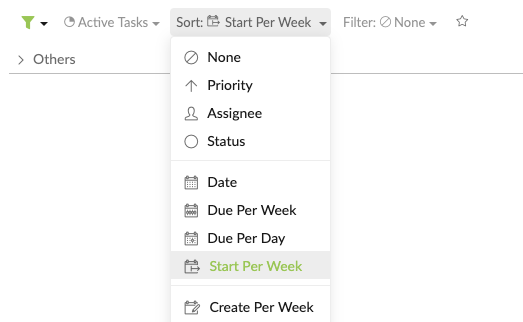 Active Tasks Sort: Start Per Week Filter: None
Others
None
Priority
Assignee
Status
Date
Due Per Week
Due Per Day
Start Per Week
Create Per Week